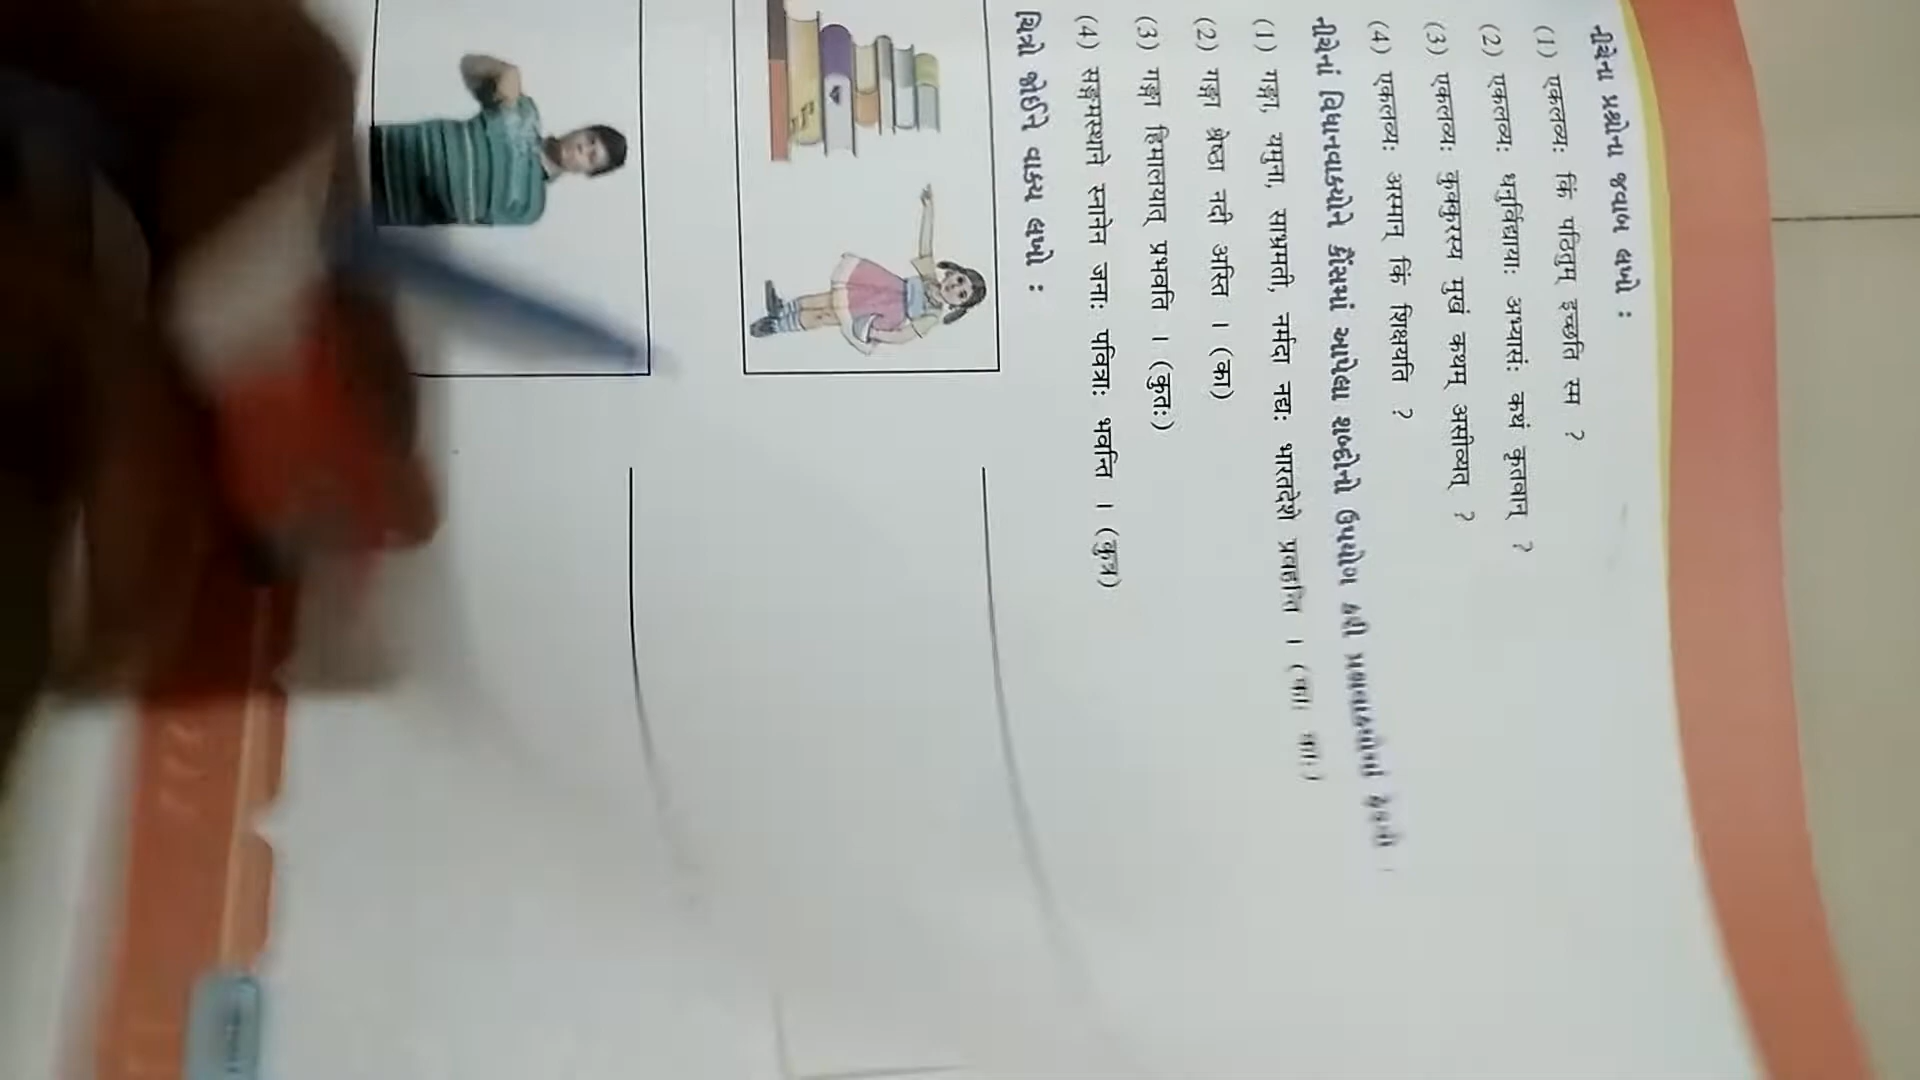 નીચેના પ્રશ્નોના જવાબ લખો :
(1) एकलव्यः किं पठितुम् इच्छति स्म ?
(2) एकलव्यः धनुर्विद्यायाः अभ्यासं: कथं कृतवान् ?
(3) एकलव्यः कुक्कुरस्य मुखं कथम् असीव्यत् ?
(4) एकलव्यः अस्मान् किं शिक्षयति ?
નીચેનાં વિધાનવાક્યોને કૌંસમાં આપેલા શબ્દોનો ઉપયોગ કરી પ્રશ્નવાક્યોમાં ફેરવો :
(1) गङ्गा, यमुना, साभ्रमती, नर्मदा नद्यः भारतदेशे प्रवहन्ति । (काः काः)
(2) गङ्गा श्रेष्ठा नदी अस्ति । (का)
(3) गङ्गा हिमालयात् प्रभवति । (कुतः)
(4) सङ्गमस्थाने स्नानेन जनाः पवित्राः भवन्ति । (कुत्र)
ચિત્રો જોઈને વાક્ય લખો :